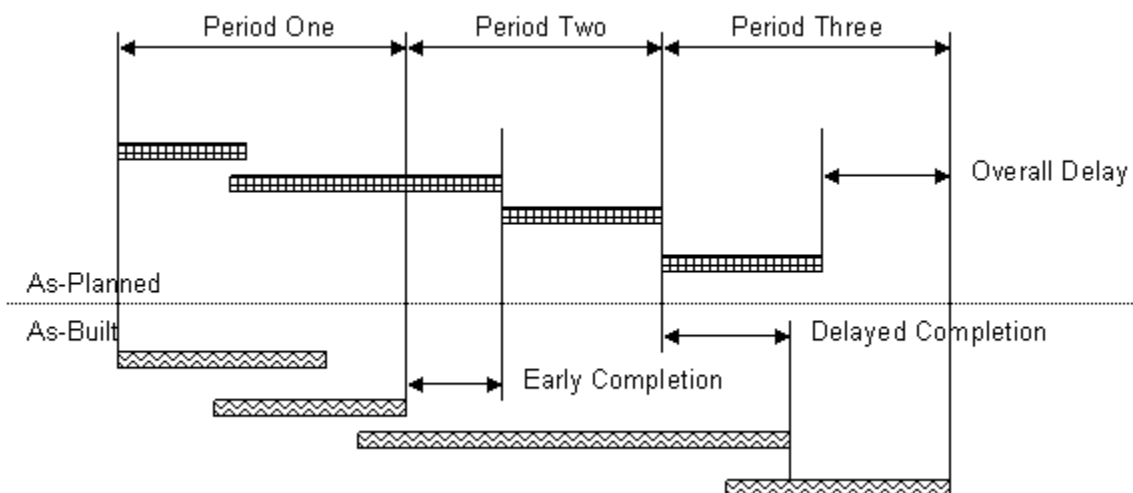 Period One
Period Two
Period Three
Overall Delay
As-Planned
As-Built
Delayed Completion
Early Completion